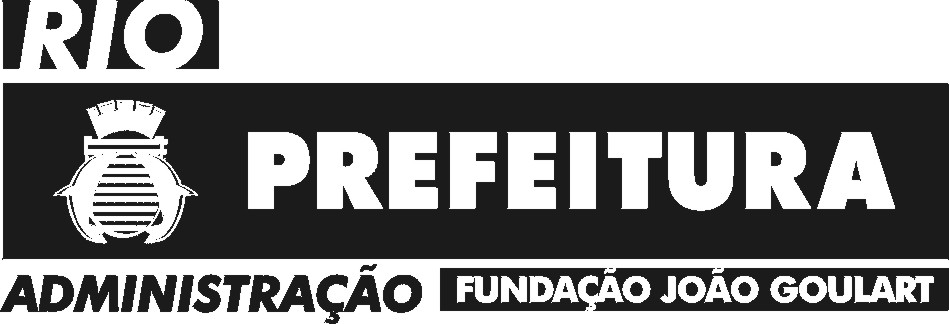 RIO
PREFEITURA
ADMINISTRAÇÃO FUNDAÇÃO JOÃO GOULART